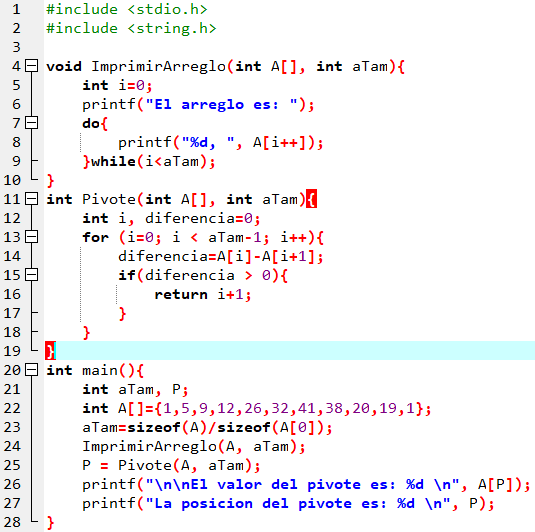 1 #include <stdio.h>
2 #include <string.h>
3
4 void ImprimirArreglo(int A[], int aTam){
5     int i=0;
6     printf("El arreglo es: ");
7     do{
8         printf("%d, ", A[i++]);
9     }while(i<aTam);
10 }
11 int Pivote(int A[], int aTam){
12     int i, diferencia=0;
13     for (i=0; i < aTam-1; i++){
14         diferencia=A[i]-A[i+1];
15         if(diferencia > 0){
16             return i+1;
17         }
18     }
19 }
20 int main(){
21     int aTam, P;
22     int A[]={1,5,9,12,26,32,41,38,20,19,1};
23     aTam=sizeof(A)/sizeof(A[0]);
24     ImprimirArreglo(A, aTam);
25     P = Pivote(A, aTam);
26     printf("\n\nEl valor del pivote es: %d \n", A[P]);
27     printf("La posicion del pivote es: %d \n", P);
28 }